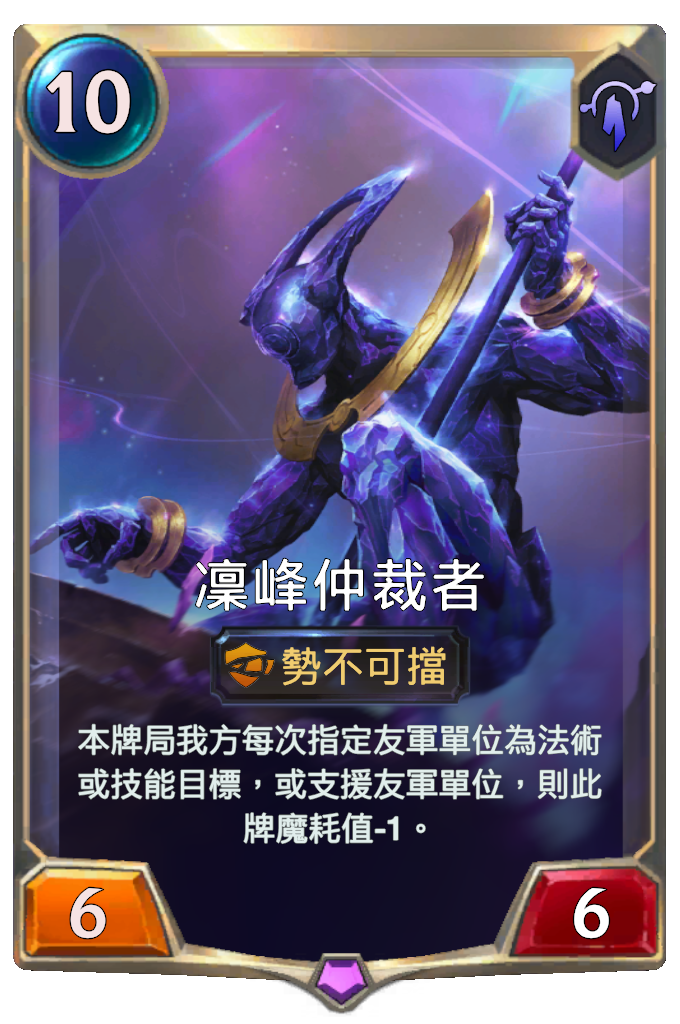 10
凜峰仲裁者
勢不可擋
本牌局我方每次指定友軍單位為法術
或技能目標，或支援友軍單位，則此
牌魔耗值-1。
6
6